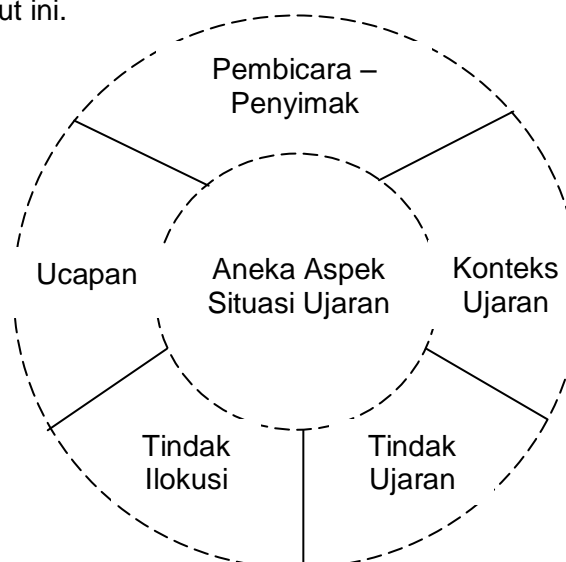 ut ini.
Pembicara –
Penyimak
Ucapan
Aneka Aspek
Situasi Ujaran
Konteks
Ujaran
Tindak
Ilokusi
Tindak
Ujaran